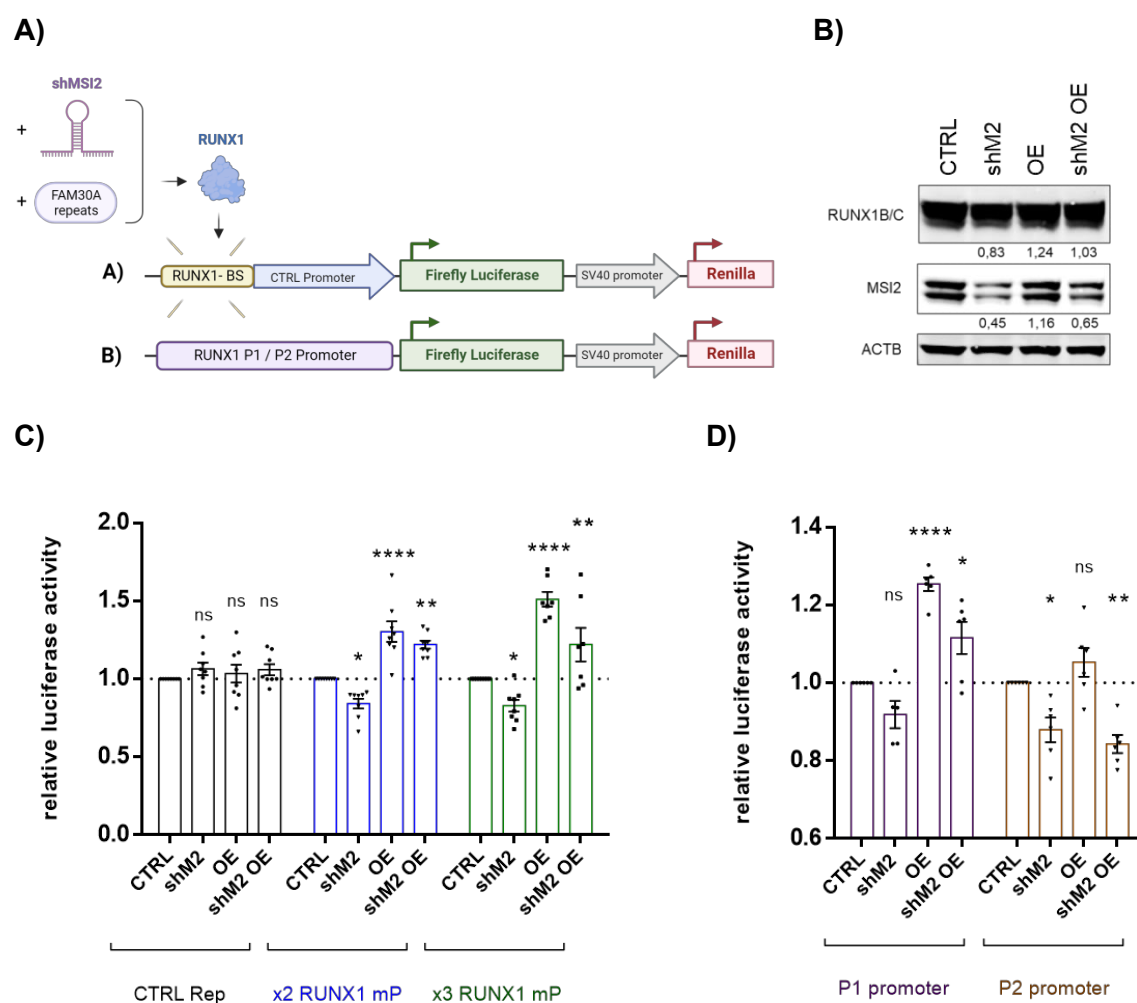 A)
shMSI2
+
RUNX1
+
FAM30A
repeats
A)
RUNX1- BS
CTRL Promoter
Firefly Luciferase
SV40 promoter
Renilla
B)
RUNX1 P1 / P2 Promoter
Firefly Luciferase
SV40 promoter
Renilla
B)
CTRL
shM2
OE
shM2 OE
RUNX1B/C
0,83 1,24 1,03
MSI2
0,45 1,16 0,65
ACTB
C)
relative luciferase activity
2.0
1.5
1.0
0.5
0.0
ns ns ns
* **** **
* **** **
CTRL shM2 OE shM2 OE
CTRL shM2 OE shM2 OE
CTRL shM2 OE shM2 OE
CTRL Rep
x2 RUNX1 mP
x3 RUNX1 mP
D)
relative luciferase activity
1.4
1.2
1.0
0.8
0.6
ns **** *
* ns **
CTRL shM2 OE shM2 OE
CTRL shM2 OE shM2 OE
P1 promoter
P2 promoter